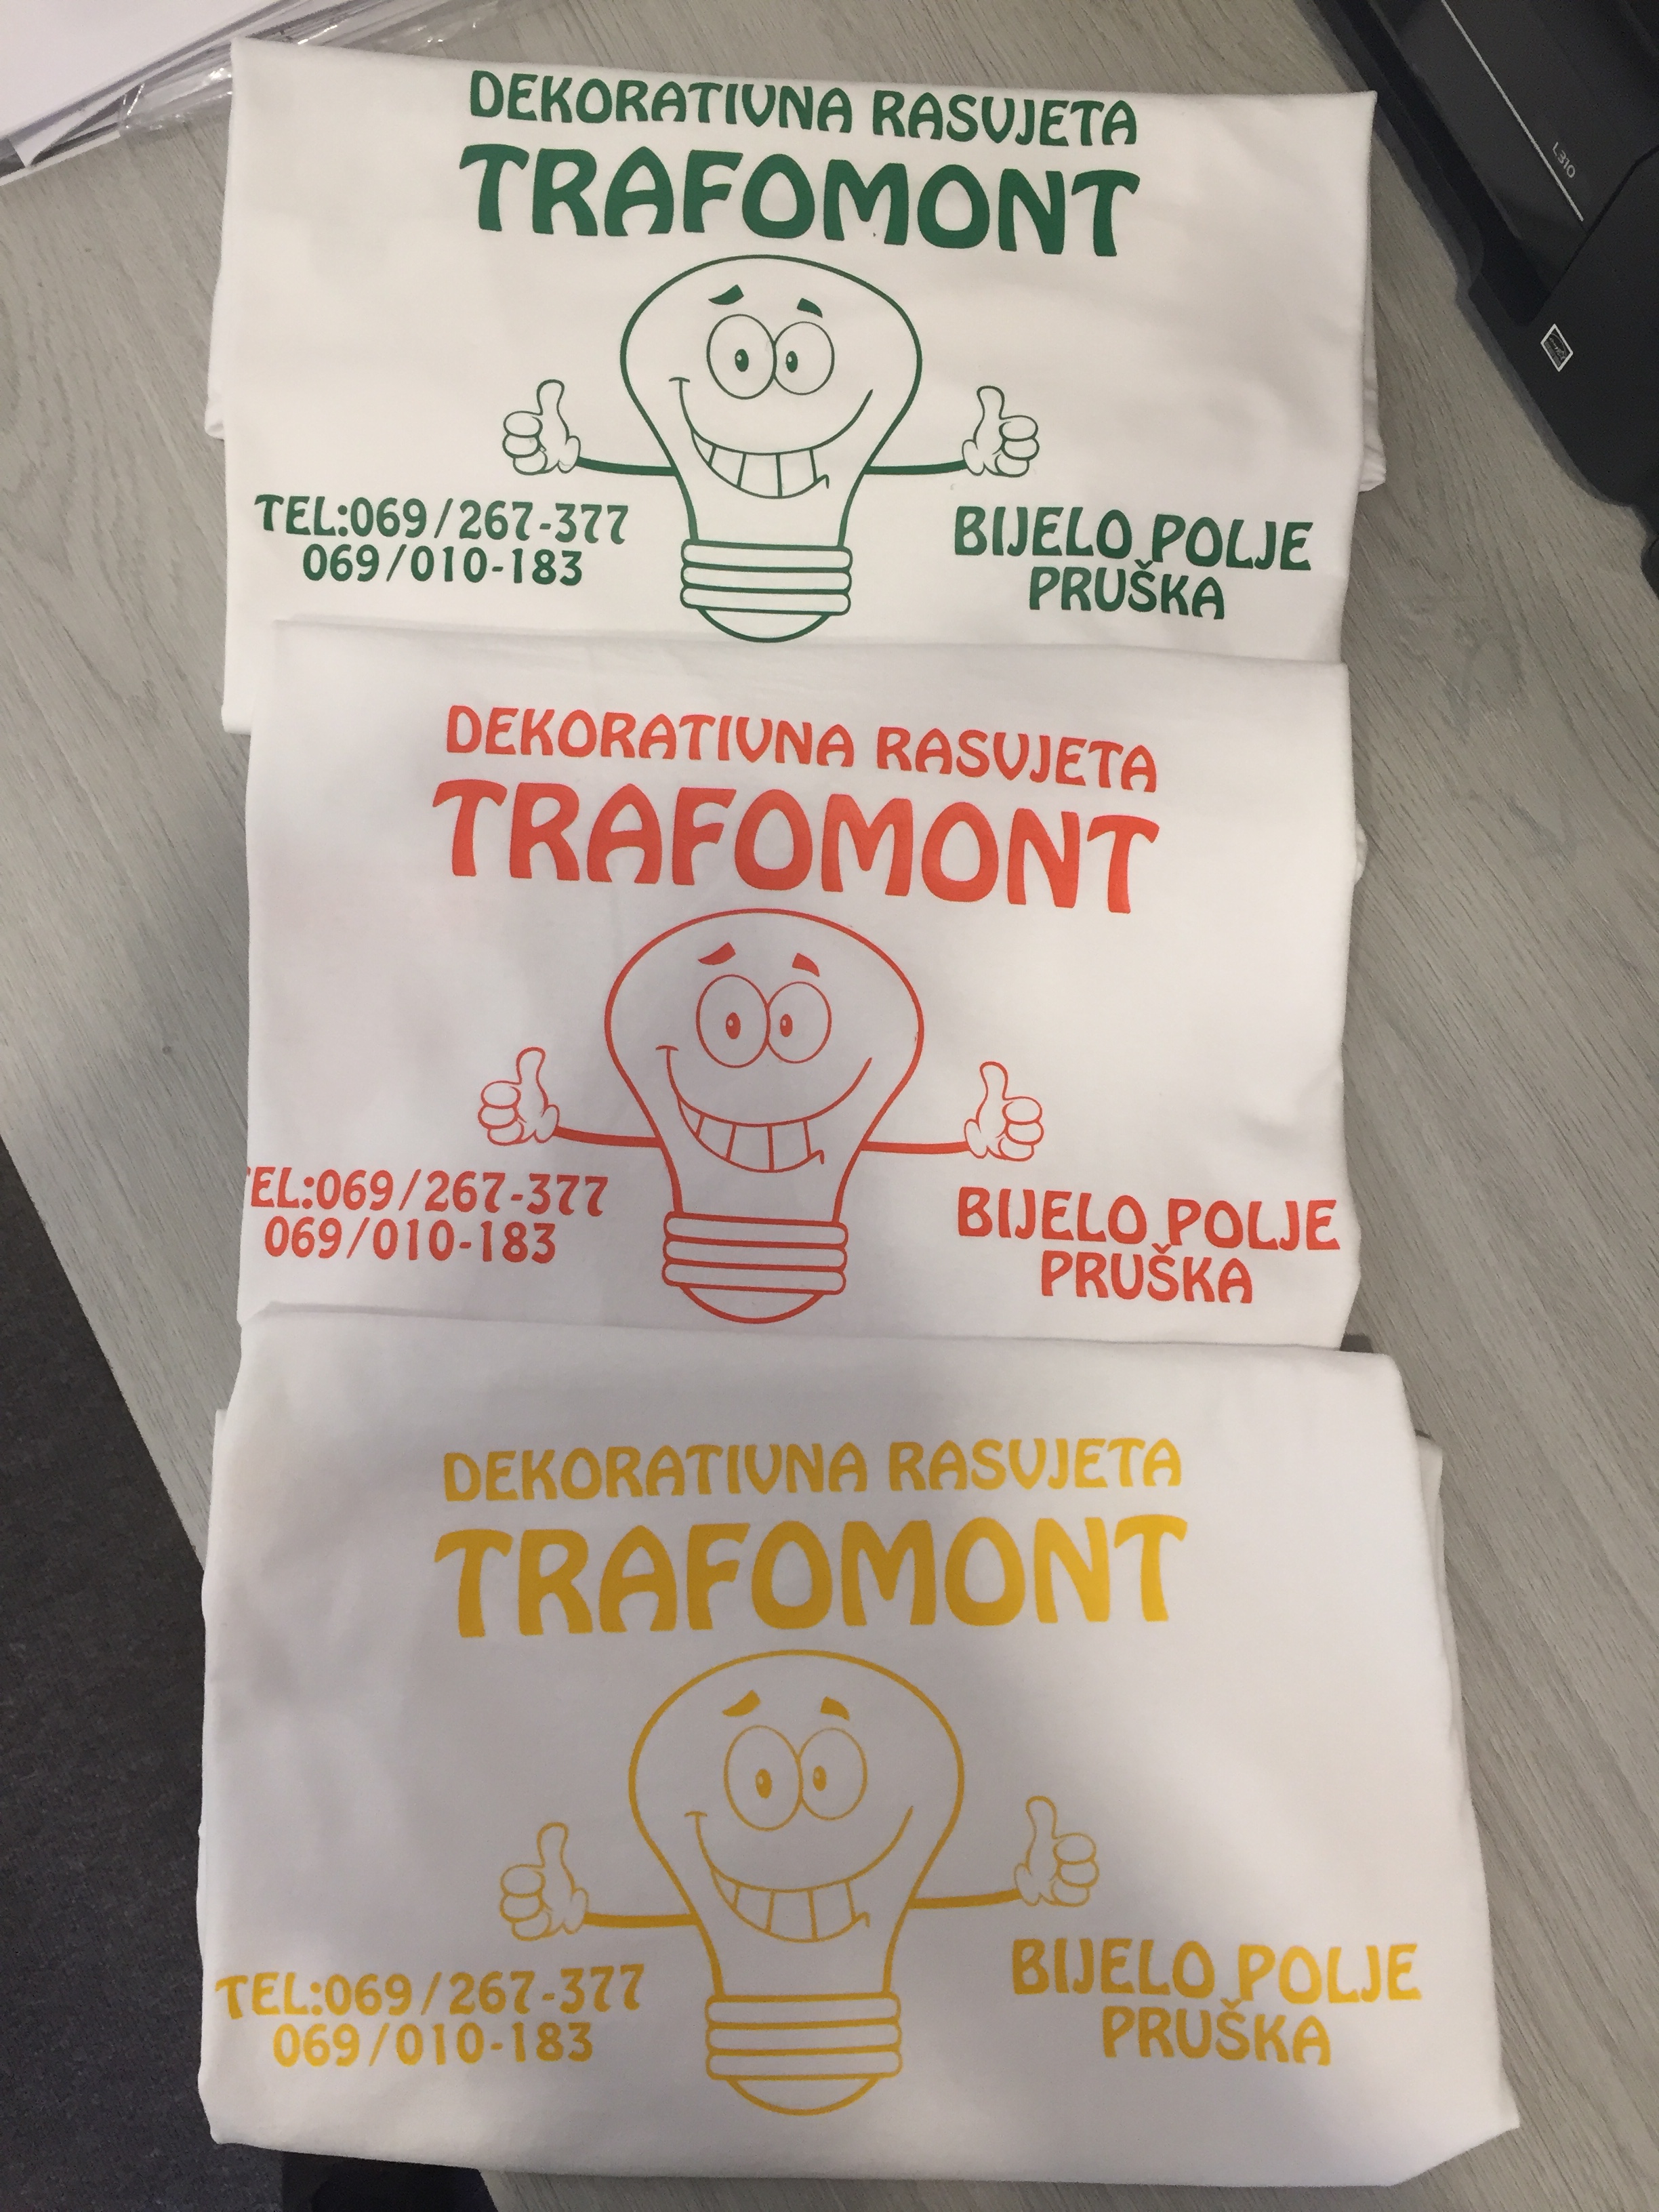 DEKORATIVNA RASVJETA
TRAFOMONT
TEL:069/267-377
069/010-183
BIJELO POLJE
PRUŠKA
DEKORATIVNA RASVJETA
TRAFOMONT
TEL:069/267-377
069/010-183
BIJELO POLJE
PRUŠKA
DEKORATIVNA RASVJETA
TRAFOMONT
TEL:069/267-377
069/010-183
BIJELO POLJE
PRUŠKA
L310